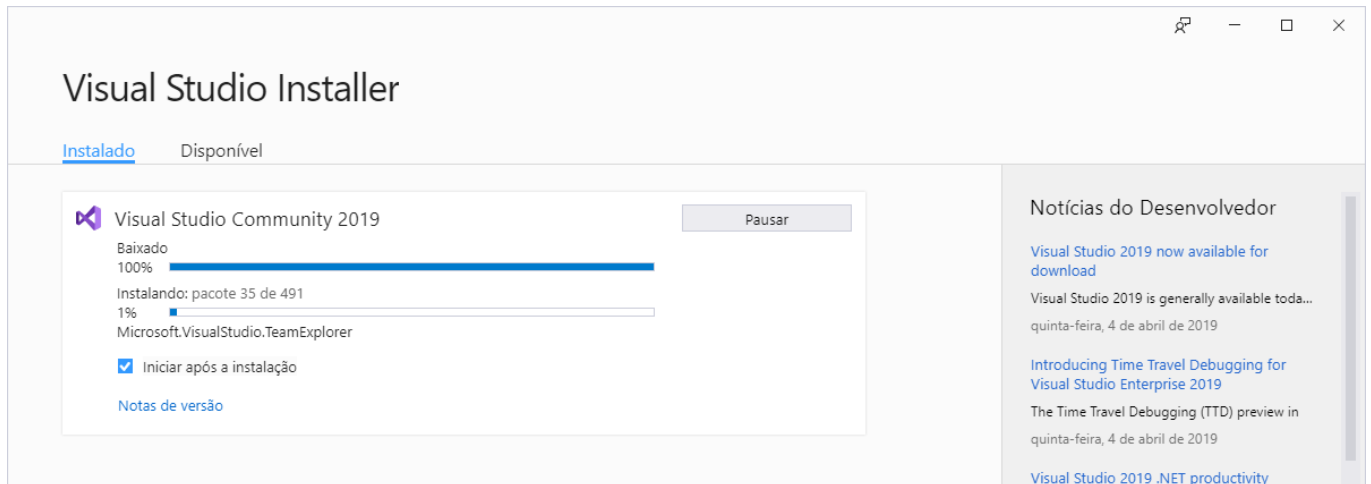 Visual Studio Installer
Instalado
Disponível
Visual Studio Community 2019
Pausar
Baixado
100%
Instalando: pacote 35 de 491
1%
Microsoft.VisualStudio.TeamExplorer
Iniciar após a instalação
Notas de versão
Notícias do Desenvolvedor
Visual Studio 2019 now available for
download
Visual Studio 2019 is generally available toda...
quinta-feira, 4 de abril de 2019
Introducing Time Travel Debugging for
Visual Studio Enterprise 2019
The Time Travel Debugging (TTD) preview in
quinta-feira, 4 de abril de 2019
Visual Studio 2019 .NET productivity